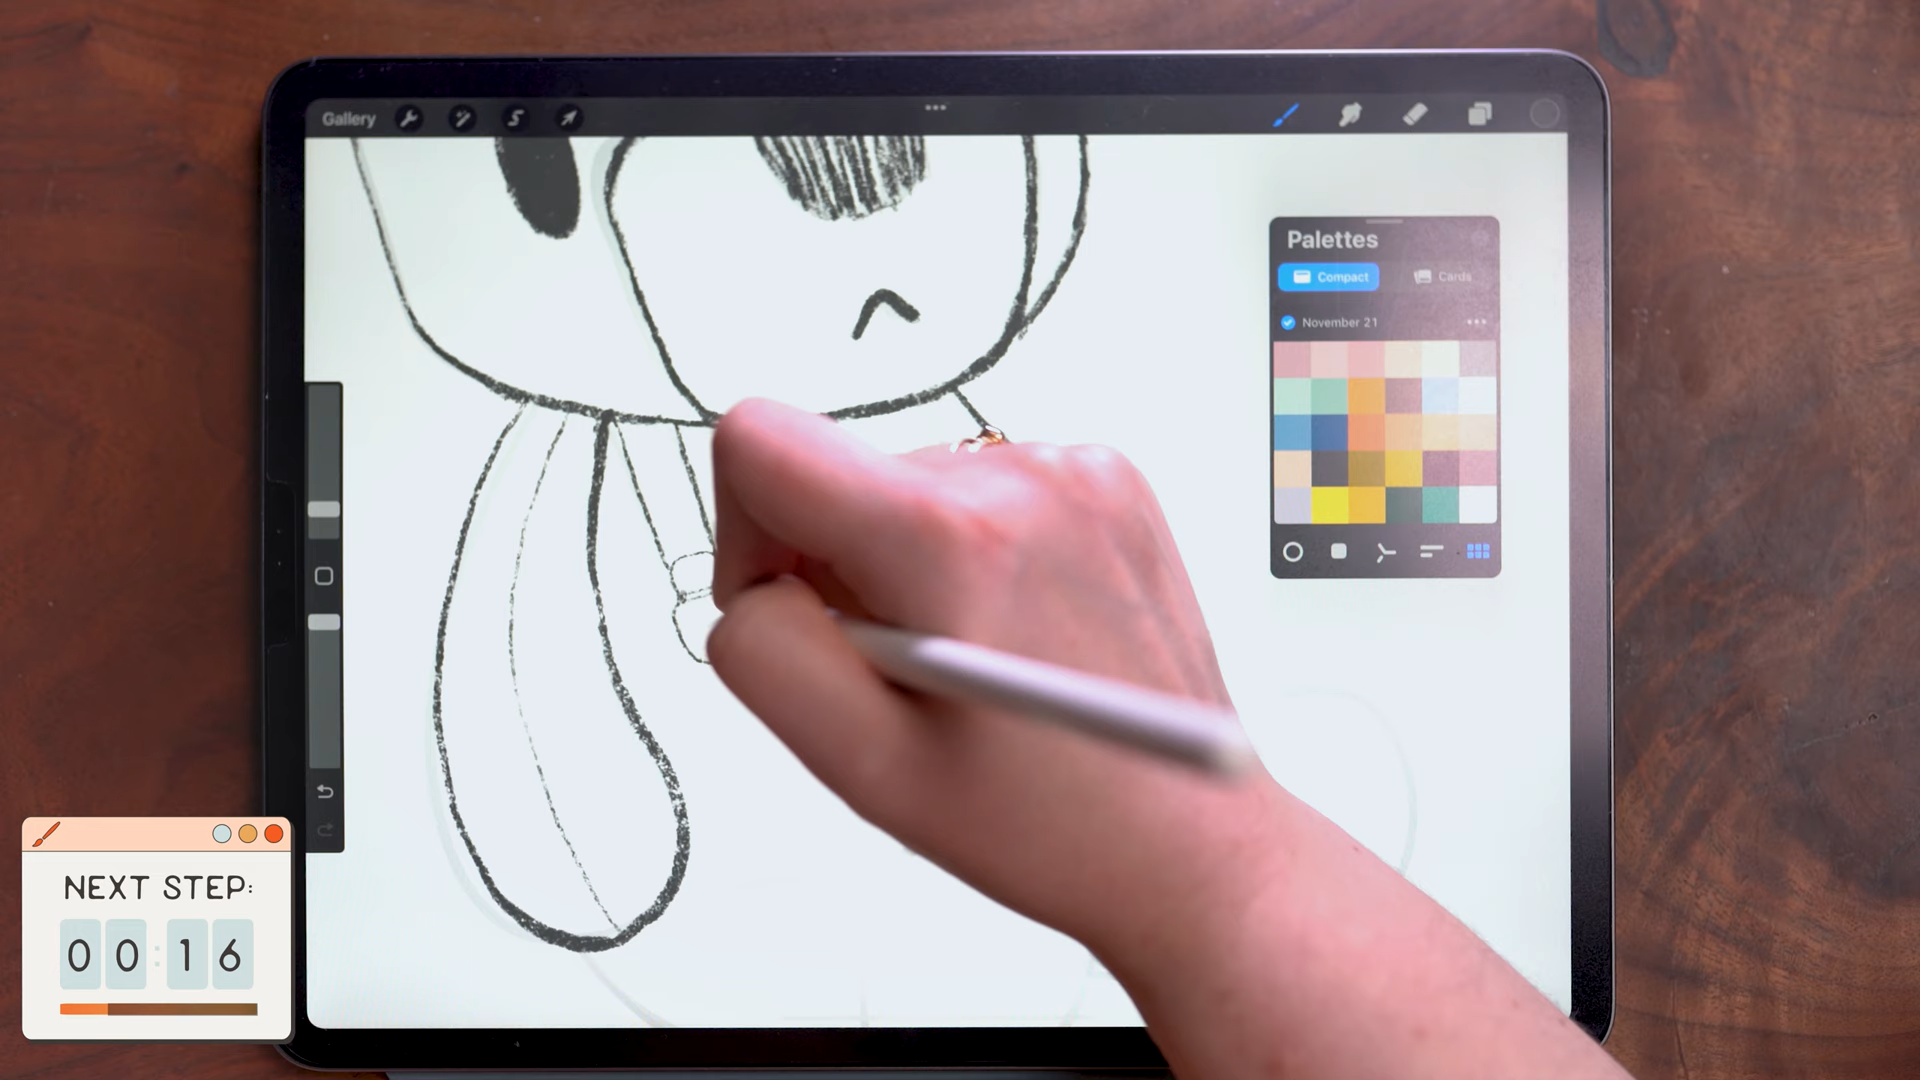 Gallery
Palettes
Compact
Cards
November 21
NEXT STEP:
00:16